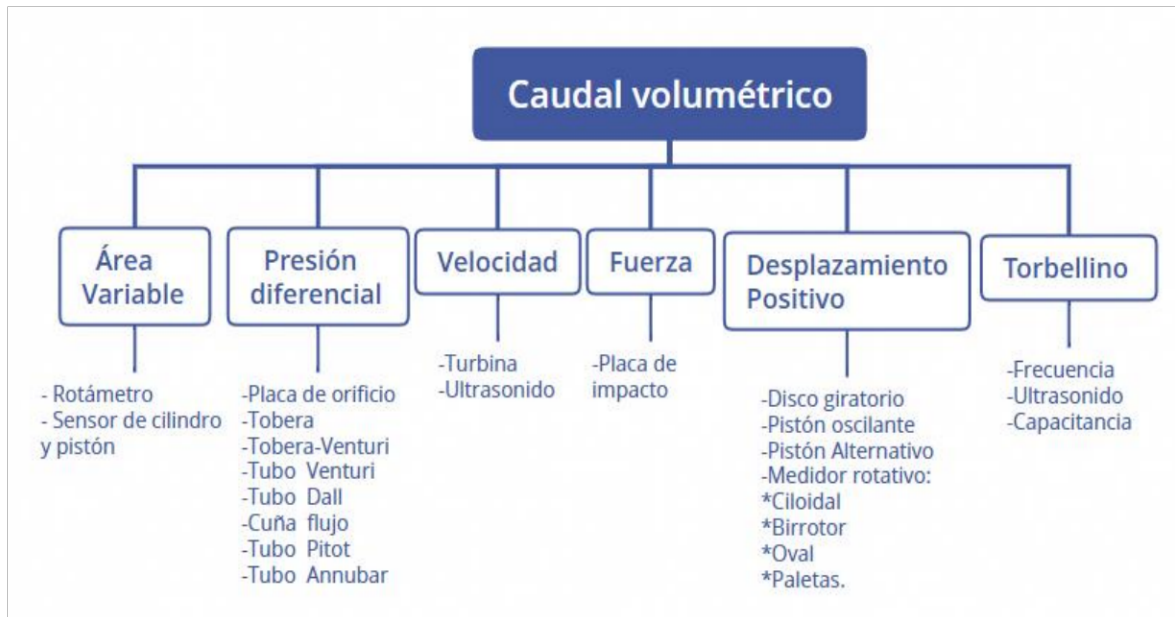 Caudal volumétrico
Área
Variable
- Rotámetro
- Sensor de cilindro
y pistón
Presión
diferencial
-Placa de orificio
-Tobera
-Tobera-Venturi
-Tubo Venturi
-Tubo Dall
-Cuña flujo
-Tubo Pitot
-Tubo Annubar
Velocidad
-Turbina
-Ultrasonido
Fuerza
-Placa de
impacto
Desplazamiento
Positivo
-Disco giratorio
-Pistón oscilante
-Pistón Alternativo
-Medidor rotativo:
*Ciloidal
*Birrotor
*Oval
*Paletas.
Torbellino
-Frecuencia
-Ultrasonido
-Capacitancia